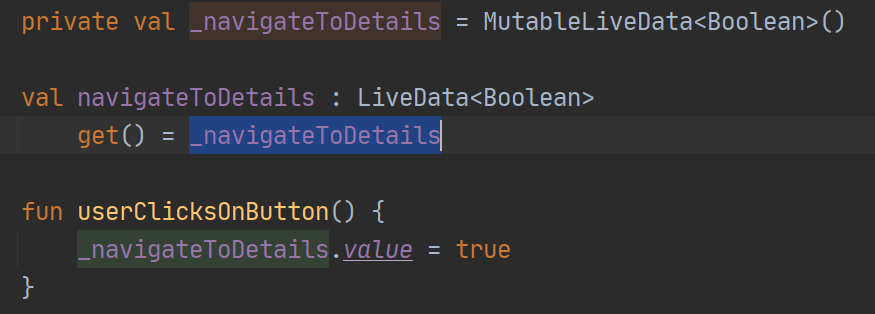 private val _navigateToDetails = MutableLiveData<Boolean>()
val navigateToDetails : LiveData<Boolean>
get() = _navigateToDetails
fun userClicksOnButton() {
_navigateToDetails.value = true
}